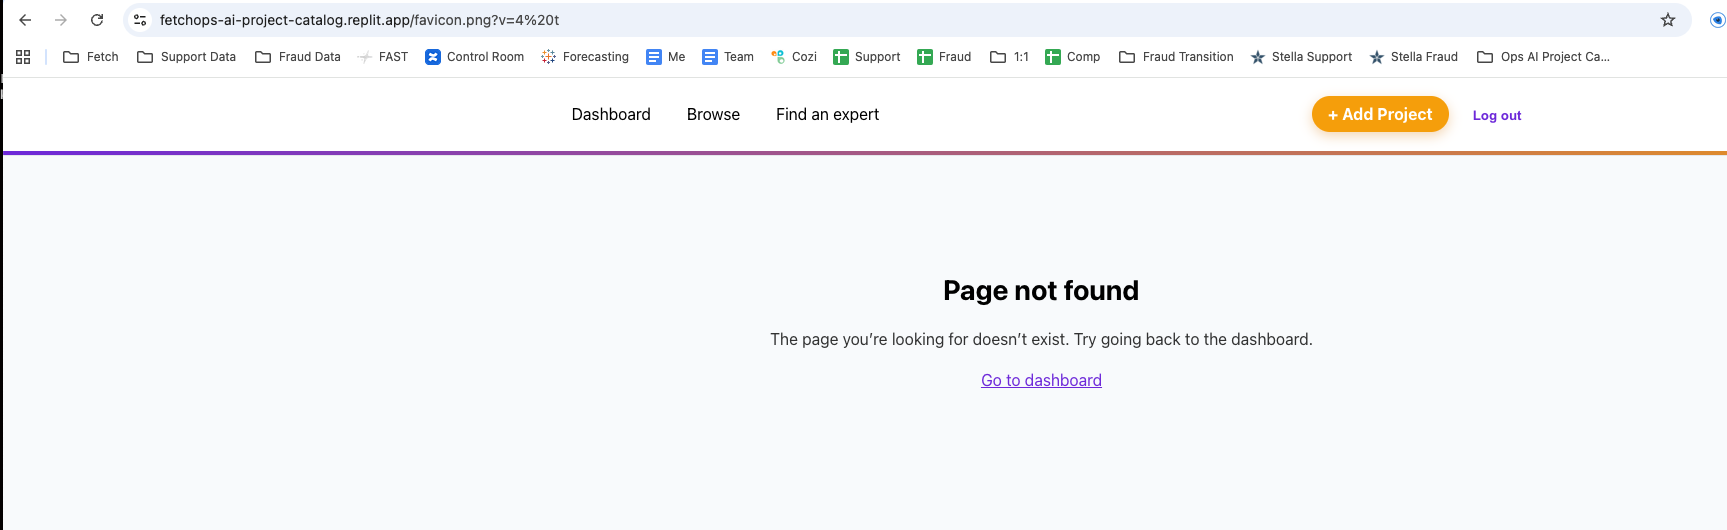 fetchops-ai-project-catalog.replit.app/favicon.png?v=4%20t
Fetch Support Data Fraud Data FAST Control Room Forecasting Me Team Cozi Support Fraud 1:1 Comp Fraud Transition Stella Support Stella Fraud Ops AI Project Ca...
Dashboard Browse Find an expert + Add Project Log out
Page not found
The page you’re looking for doesn’t exist. Try going back to the dashboard.
Go to dashboard